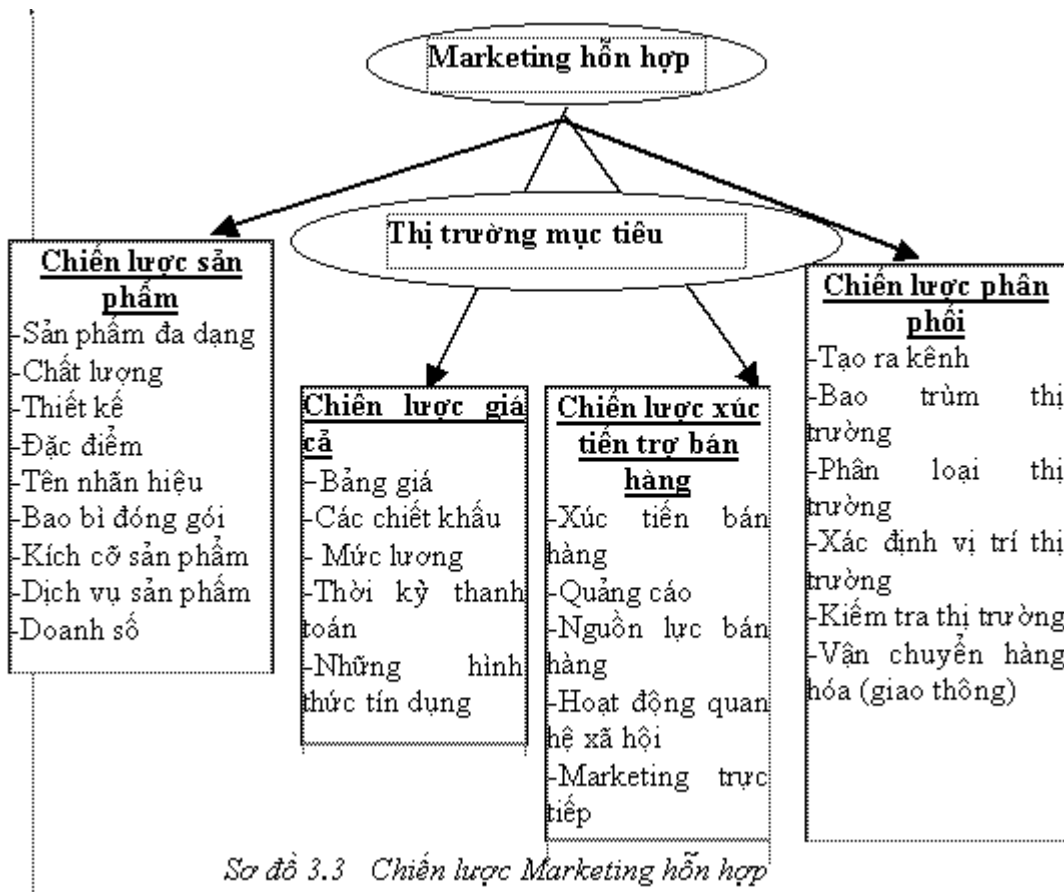 Marketing hỗn hợp
Thị trường mục tiêu
Chiến lược sản
phẩm
-Sản phẩm đa dạng
-Chất lượng
-Thiết kế
-Đặc điểm
-Tên nhãn hiệu
-Bao bì đóng gói
-Kích cỡ sản phẩm
-Dịch vụ sản phẩm
-Doanh số
Chiến lược giá
cả
-Bảng giá
-Các chiết khấu
- Mức lương
-Thời kỳ thanh
toán
-Những hình
thức tín dụng
Chiến lược xúc
tiến trợ bán
hàng
-Xúc tiến bán
hàng
-Quảng cáo
-Nguồn lực bán
hàng
-Hoạt động quan
hệ xã hội
-Marketing trực
tiếp
Chiến lược phân
phối
-Tạo ra kênh
-Bao trùm thị
trường
-Phân loại thị
trường
-Xác định vị trí thị
trường
-Kiểm tra thị trường
-Vận chuyển hàng
hóa (giao thông)
Sơ đồ 3.3 Chiến lược Marketing hỗn hợp